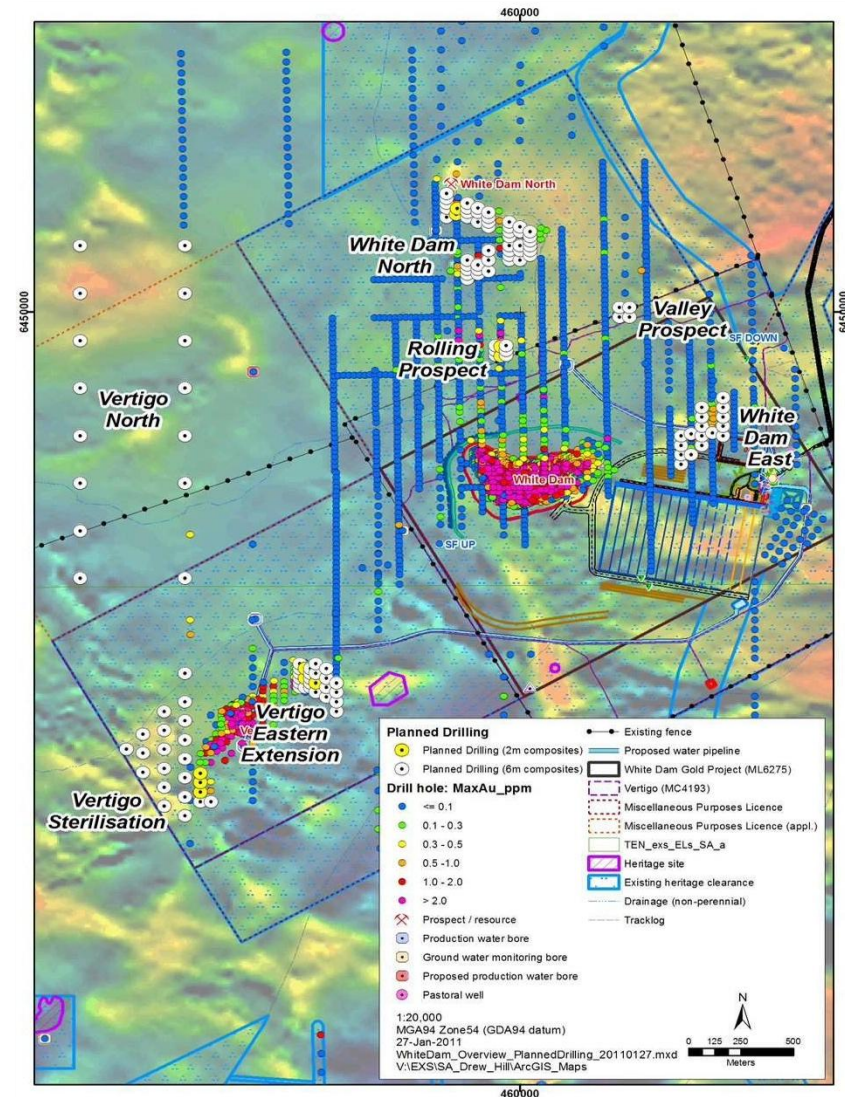 460000
White Dam North
White Dam
North
6450000
6450000
Valley
Prospect
Rolling
Prospect
SF DOWN
Vertigo
North
White
Dam
East
White Dam
SF UP
Vertigo
Eastern
Extension
Vertigo
Sterilisation
Planned Drilling
Planned Drilling (2m composites)
Planned Drilling (6m composites)
Drill hole: MaxAu_ppm
<= 0.1
0.1 - 0.3
0.3 - 0.5
0.5 -1.0
1.0 - 2.0
> 2.0
Prospect / resource
Production water bore
Ground water monitoring bore
Proposed production water bore
Pastoral well
Existing fence
Proposed water pipeline
White Dam Gold Project (ML6275)
Vertigo (MC4193)
Miscellaneous Purposes Licence
Miscellaneous Purposes Licence (appl.)
TEN_exs_ELs_SA_a
Heritage site
Existing heritage clearance
Drainage (non-perennial)
Tracklog
1:20,000
MGA94 Zone54 (GDA94 datum)
27-Jan-2011
WhiteDam_Overview_PlannedDrilling_20110127.mxd
V:\EXS\SA_Drew_Hill\ArcGIS_Maps
N
0 125 250 500
Meters
460000